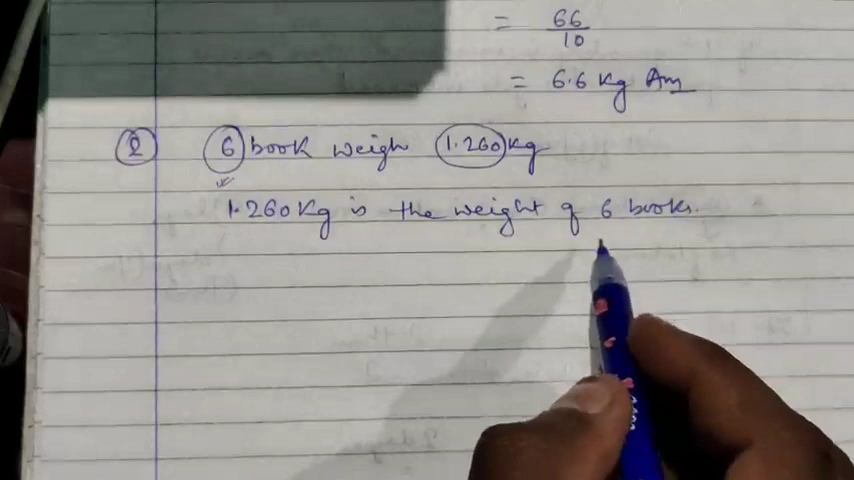 = 66/10
= 6.6 Kg Ans
2 6 book weigh 1.260 kg
1.260 Kg is the weight of 6 books.